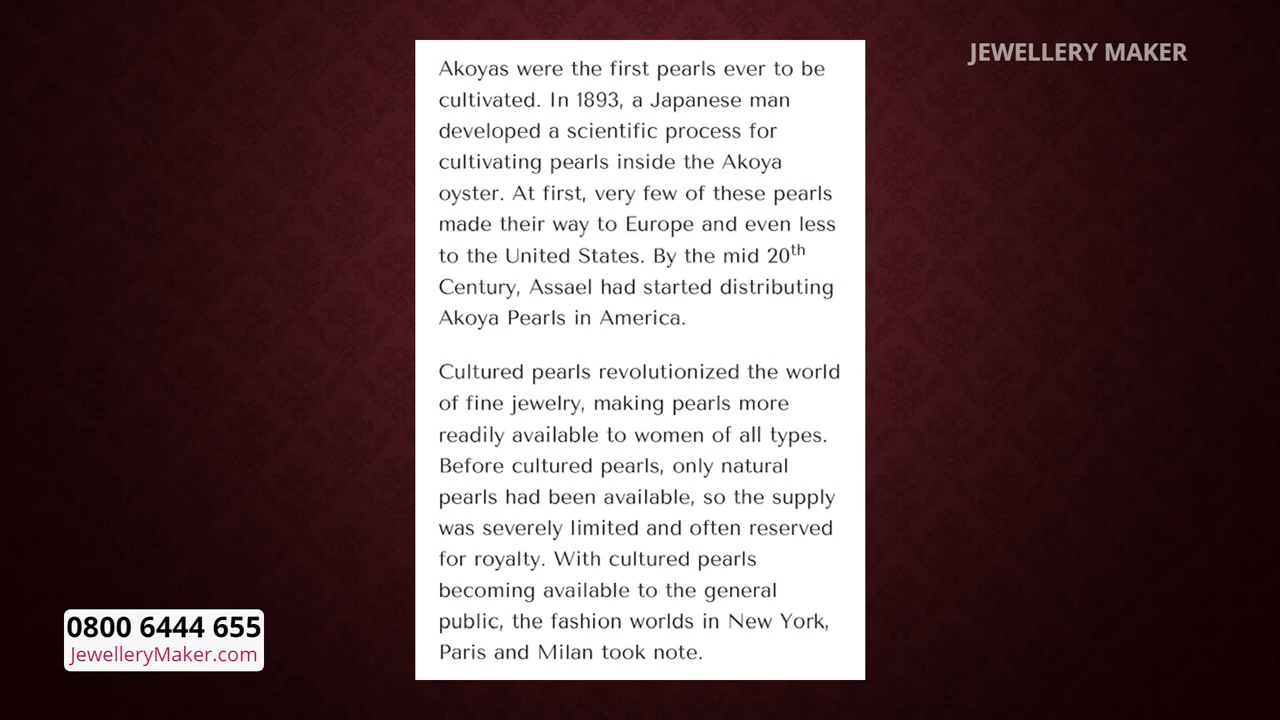 JEWELLERY MAKER
Akoyas were the first pearls ever to be
cultivated. In 1893, a Japanese man
developed a scientific process for
cultivating pearls inside the Akoya
oyster. At first, very few of these pearls
made their way to Europe and even less
to the United States. By the mid 20th
Century, Assael had started distributing
Akoya Pearls in America.
Cultured pearls revolutionized the world
of fine jewelry, making pearls more
readily available to women of all types.
Before cultured pearls, only natural
pearls had been available, so the supply
was severely limited and often reserved
for royalty. With cultured pearls
becoming available to the general
public, the fashion worlds in New York,
Paris and Milan took note.
0800 6444 655
JewelleryMaker.com